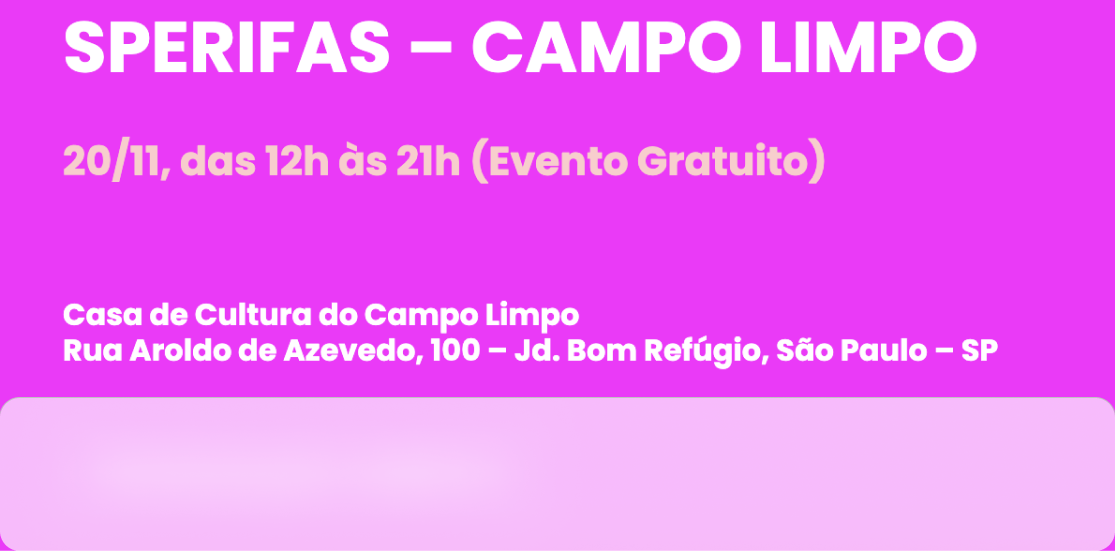 SPERIFAS – CAMPO LIMPO
20/11, das 12h às 21h (Evento Gratuito)
Casa de Cultura do Campo Limpo
Rua Aroldo de Azevedo, 100 – Jd. Bom Refúgio, São Paulo – SP